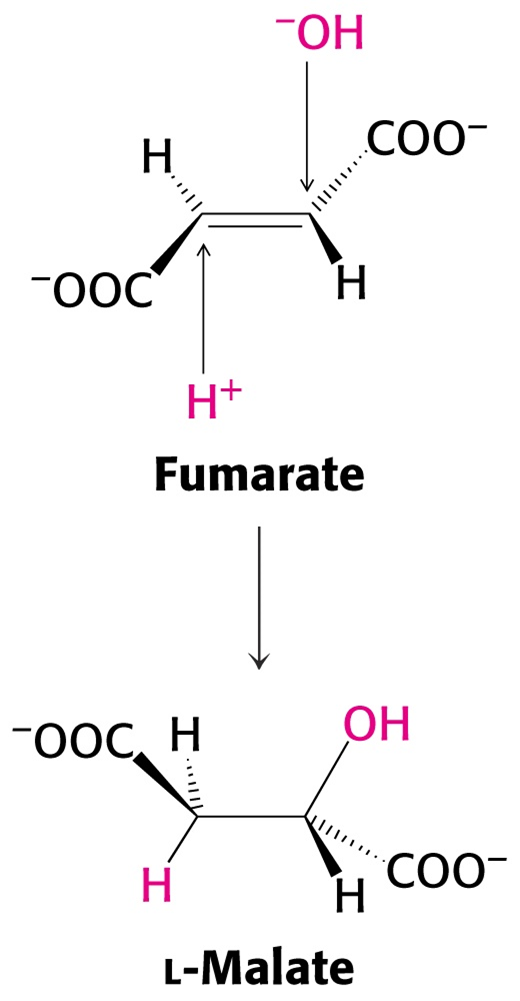 ⁻OH
H
COO⁻
⁻OOC
H
H⁺
Fumarate
⁻OOC
H
OH
H
H
COO⁻
L-Malate